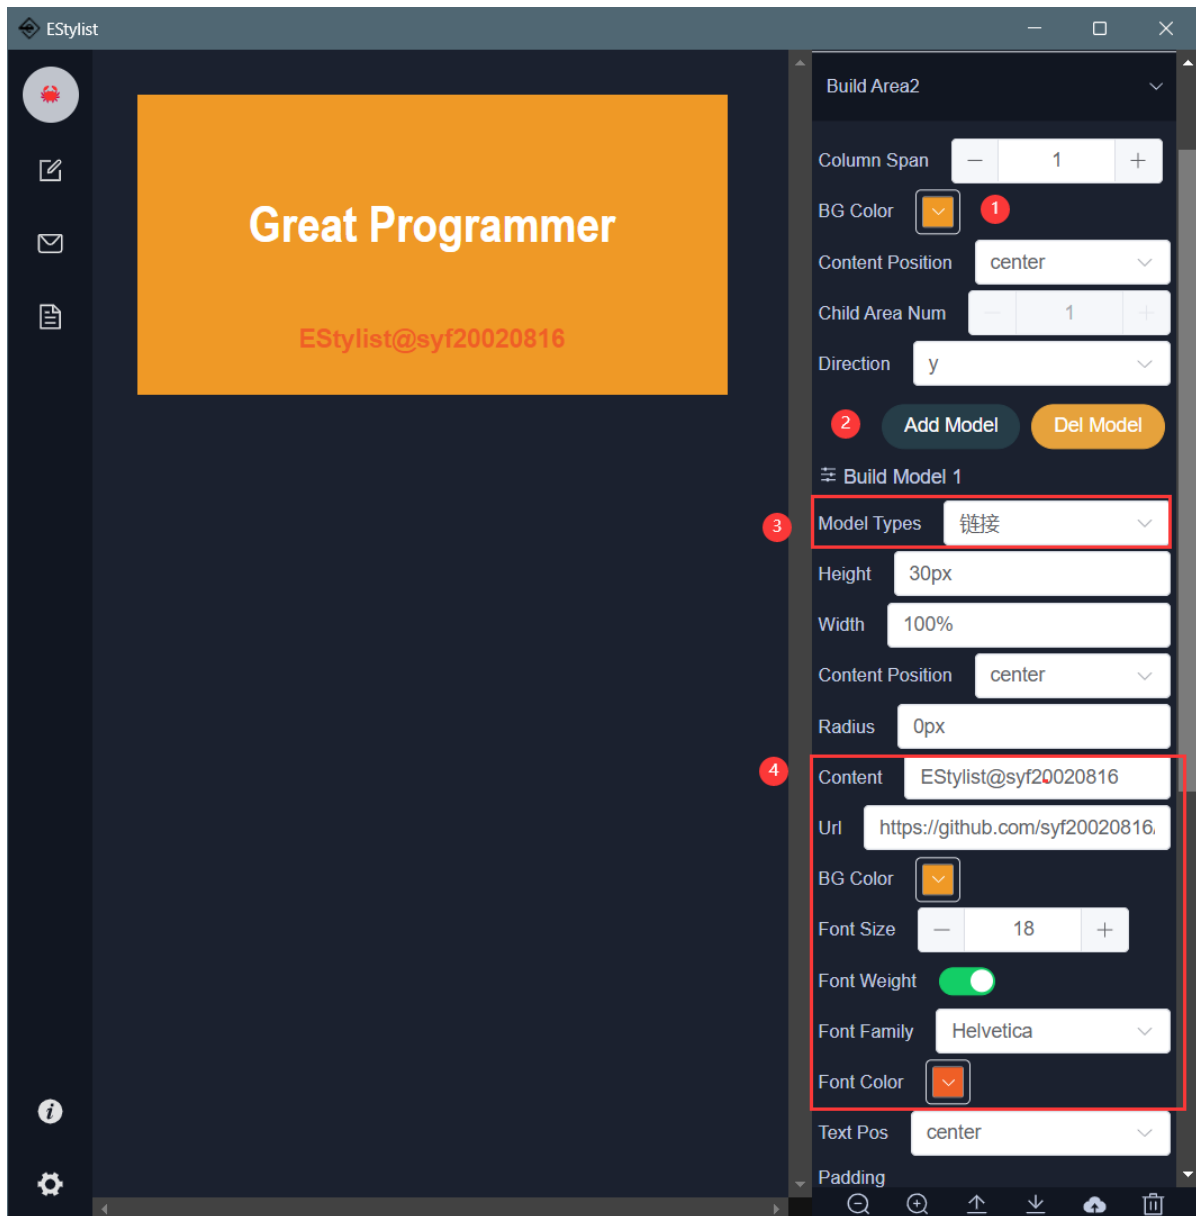 EStylist
Build Area2
Column Span
1
BG Color
1
Content Position
center
Child Area Num
1
Direction
y
2
Add Model
Del Model
Build Model 1
3
Model Types
链接
Height
30px
Width
100%
Content Position
center
Radius
0px
4
Content
EStylist@syf20020816
Url
https://github.com/syf20020816/
BG Color
Font Size
18
Font Weight
Font Family
Helvetica
Font Color
Text Pos
center
Padding
Great Programmer
EStylist@syf20020816